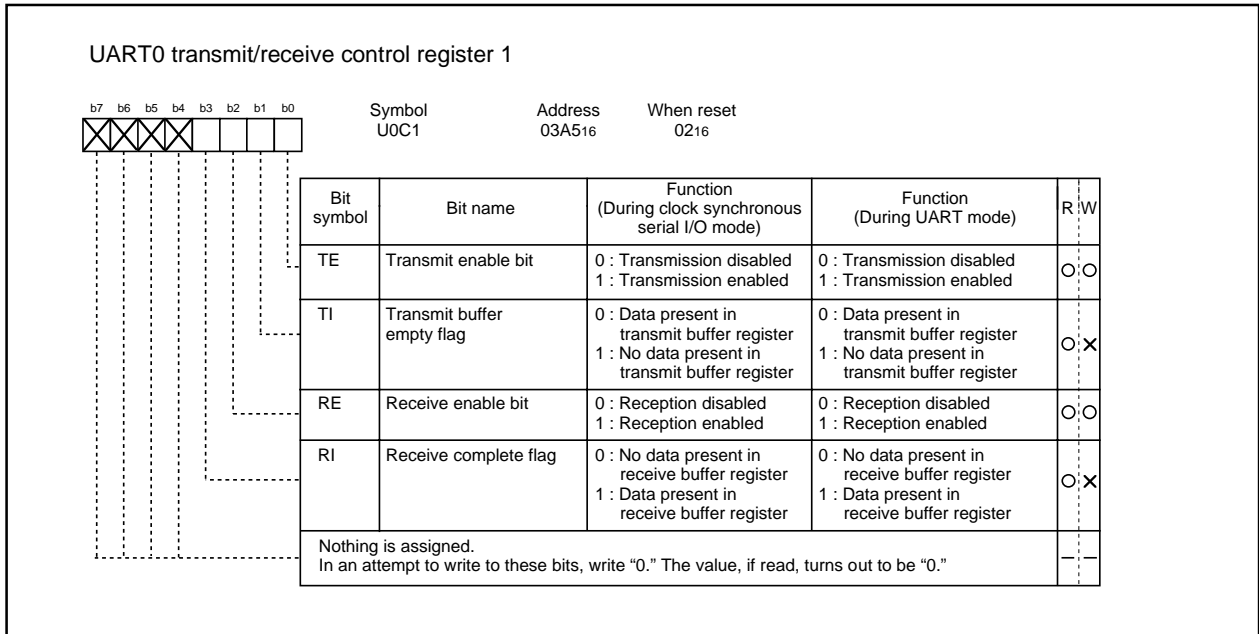 UART0 transmit/receive control register 1
b7 b6 b5 b4 b3 b2 b1 b0
Symbol Address When reset
U0C1 03A516 0216
Bit symbol Bit name Function (During clock synchronous serial I/O mode) Function (During UART mode) R W
TE Transmit enable bit 0 : Transmission disabled 0 : Transmission disabled
1 : Transmission enabled 1 : Transmission enabled
TI Transmit buffer 0 : Data present in 0 : Data present in
empty flag transmit buffer register transmit buffer register
1 : No data present in 1 : No data present in
transmit buffer register transmit buffer register
RE Receive enable bit 0 : Reception disabled 0 : Reception disabled
1 : Reception enabled 1 : Reception enabled
RI Receive complete flag 0 : No data present in 0 : No data present in
receive buffer register receive buffer register
1 : Data present in 1 : Data present in
receive buffer register receive buffer register
Nothing is assigned.
In an attempt to write to these bits, write “0.” The value, if read, turns out to be “0.”